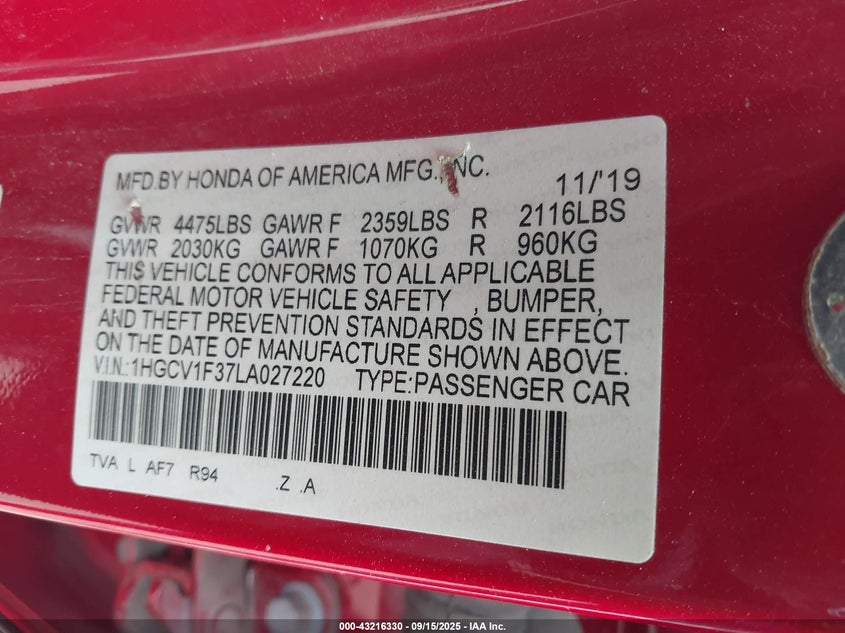 MFD.BY HONDA OF AMERICA MFG.,INC. 11/'19
GVWR 4475LBS GAWR F 2359LBS R 2116LBS
GVWR 2030KG GAWR F 1070KG R 960KG
THIS VEHICLE CONFORMS TO ALL APPLICABLE
FEDERAL MOTOR VEHICLE SAFETY , BUMPER,
AND THEFT PREVENTION STANDARDS IN EFFECT
ON THE DATE OF MANUFACTURE SHOWN ABOVE.
V.I.N.:1HGCV1F37LA027220 TYPE:PASSENGER CAR
TVA L AF7 R94 .Z .A
000-43216330 - 09/15/2025 - IAA Inc.